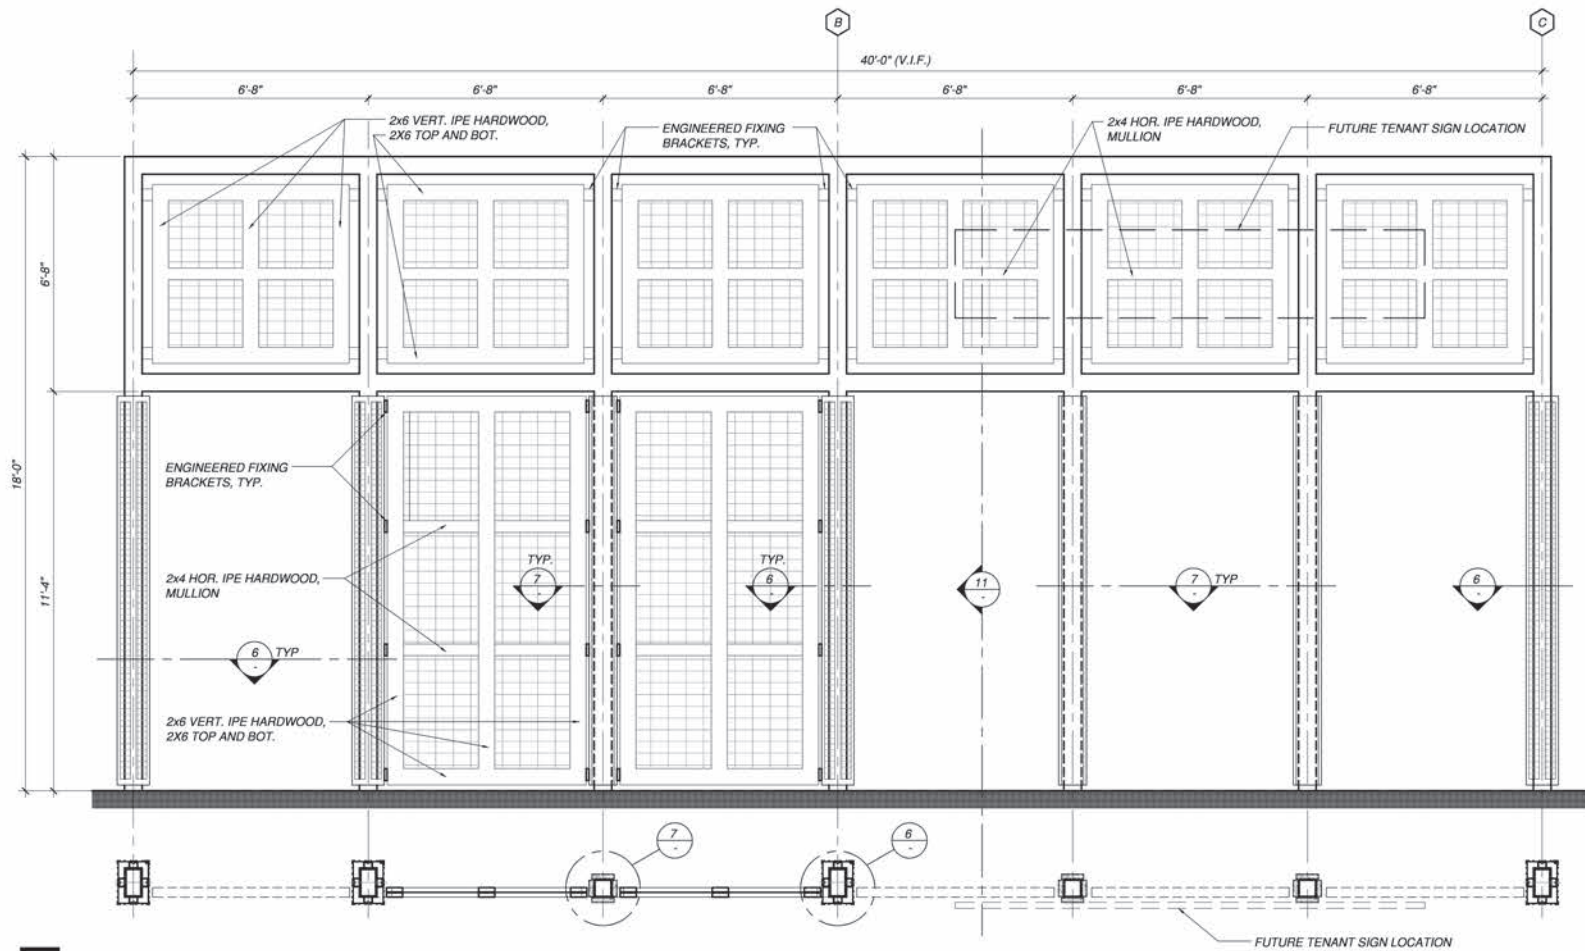 B
C
40'-0" (V.I.F.)
6'-8"
6'-8"
6'-8"
6'-8"
6'-8"
6'-8"
2x6 VERT. IPE HARDWOOD,
2X6 TOP AND BOT.
ENGINEERED FIXING
BRACKETS, TYP.
2x4 HOR. IPE HARDWOOD,
MULLION
FUTURE TENANT SIGN LOCATION
6'-8"
18'-0"
11'-4"
ENGINEERED FIXING
BRACKETS, TYP.
2x4 HOR. IPE HARDWOOD,
MULLION
TYP.
7
-
TYP.
6
-
11
-
7
-
TYP
6
-
6
-
TYP
2x6 VERT. IPE HARDWOOD,
2X6 TOP AND BOT.
7
-
6
-
FUTURE TENANT SIGN LOCATION